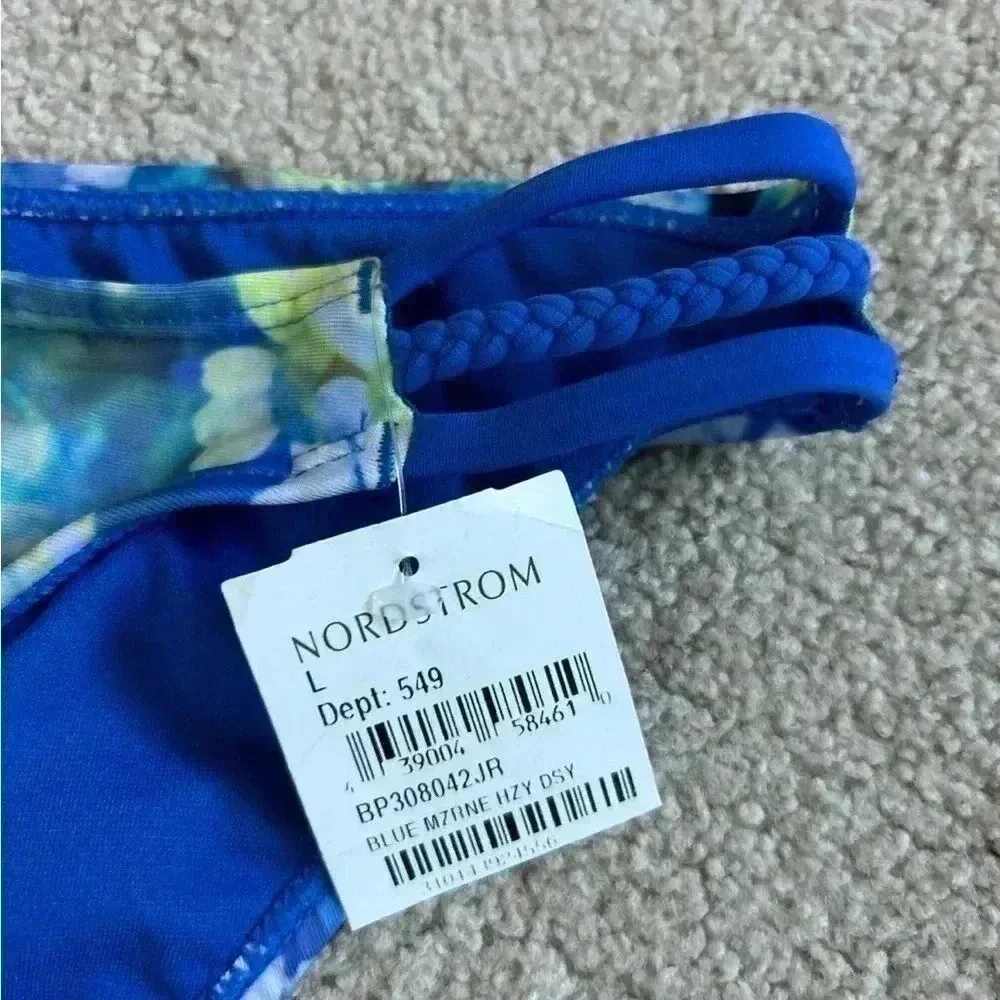 NORDSTROM
L
Dept: 549
4 39004 58461 0
BP308042JR
BLUE MZRNE HZY DSY